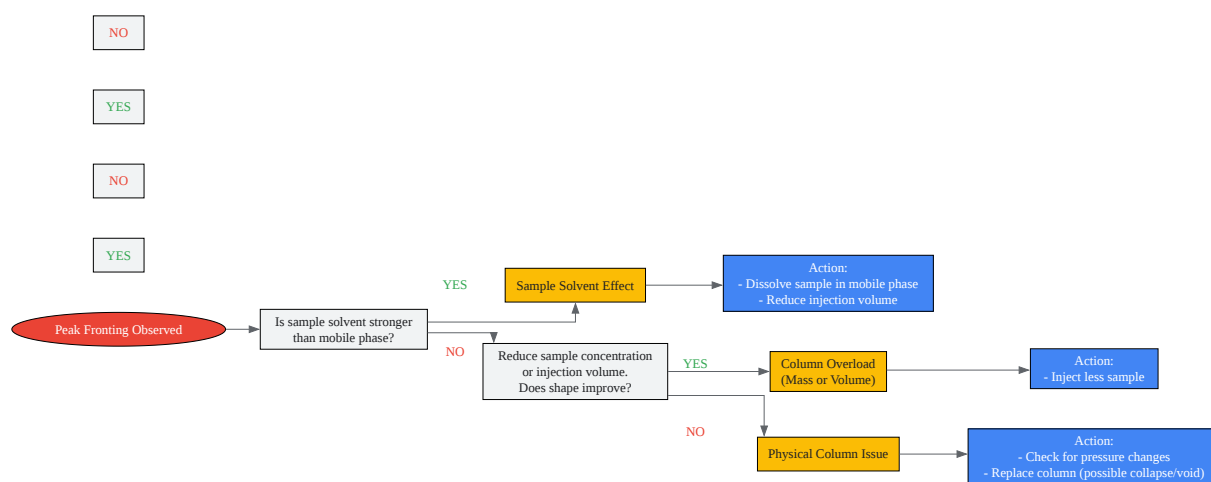 NO
YES
NO
YES
Peak Fronting Observed
Is sample solvent stronger
than mobile phase?
YES
NO
Sample Solvent Effect
Action:
- Dissolve sample in mobile phase
- Reduce injection volume
Reduce sample concentration
or injection volume.
Does shape improve?
YES
NO
Column Overload
(Mass or Volume)
Action:
- Inject less sample
Physical Column Issue
Action:
- Check for pressure changes
- Replace column (possible collapse/void)